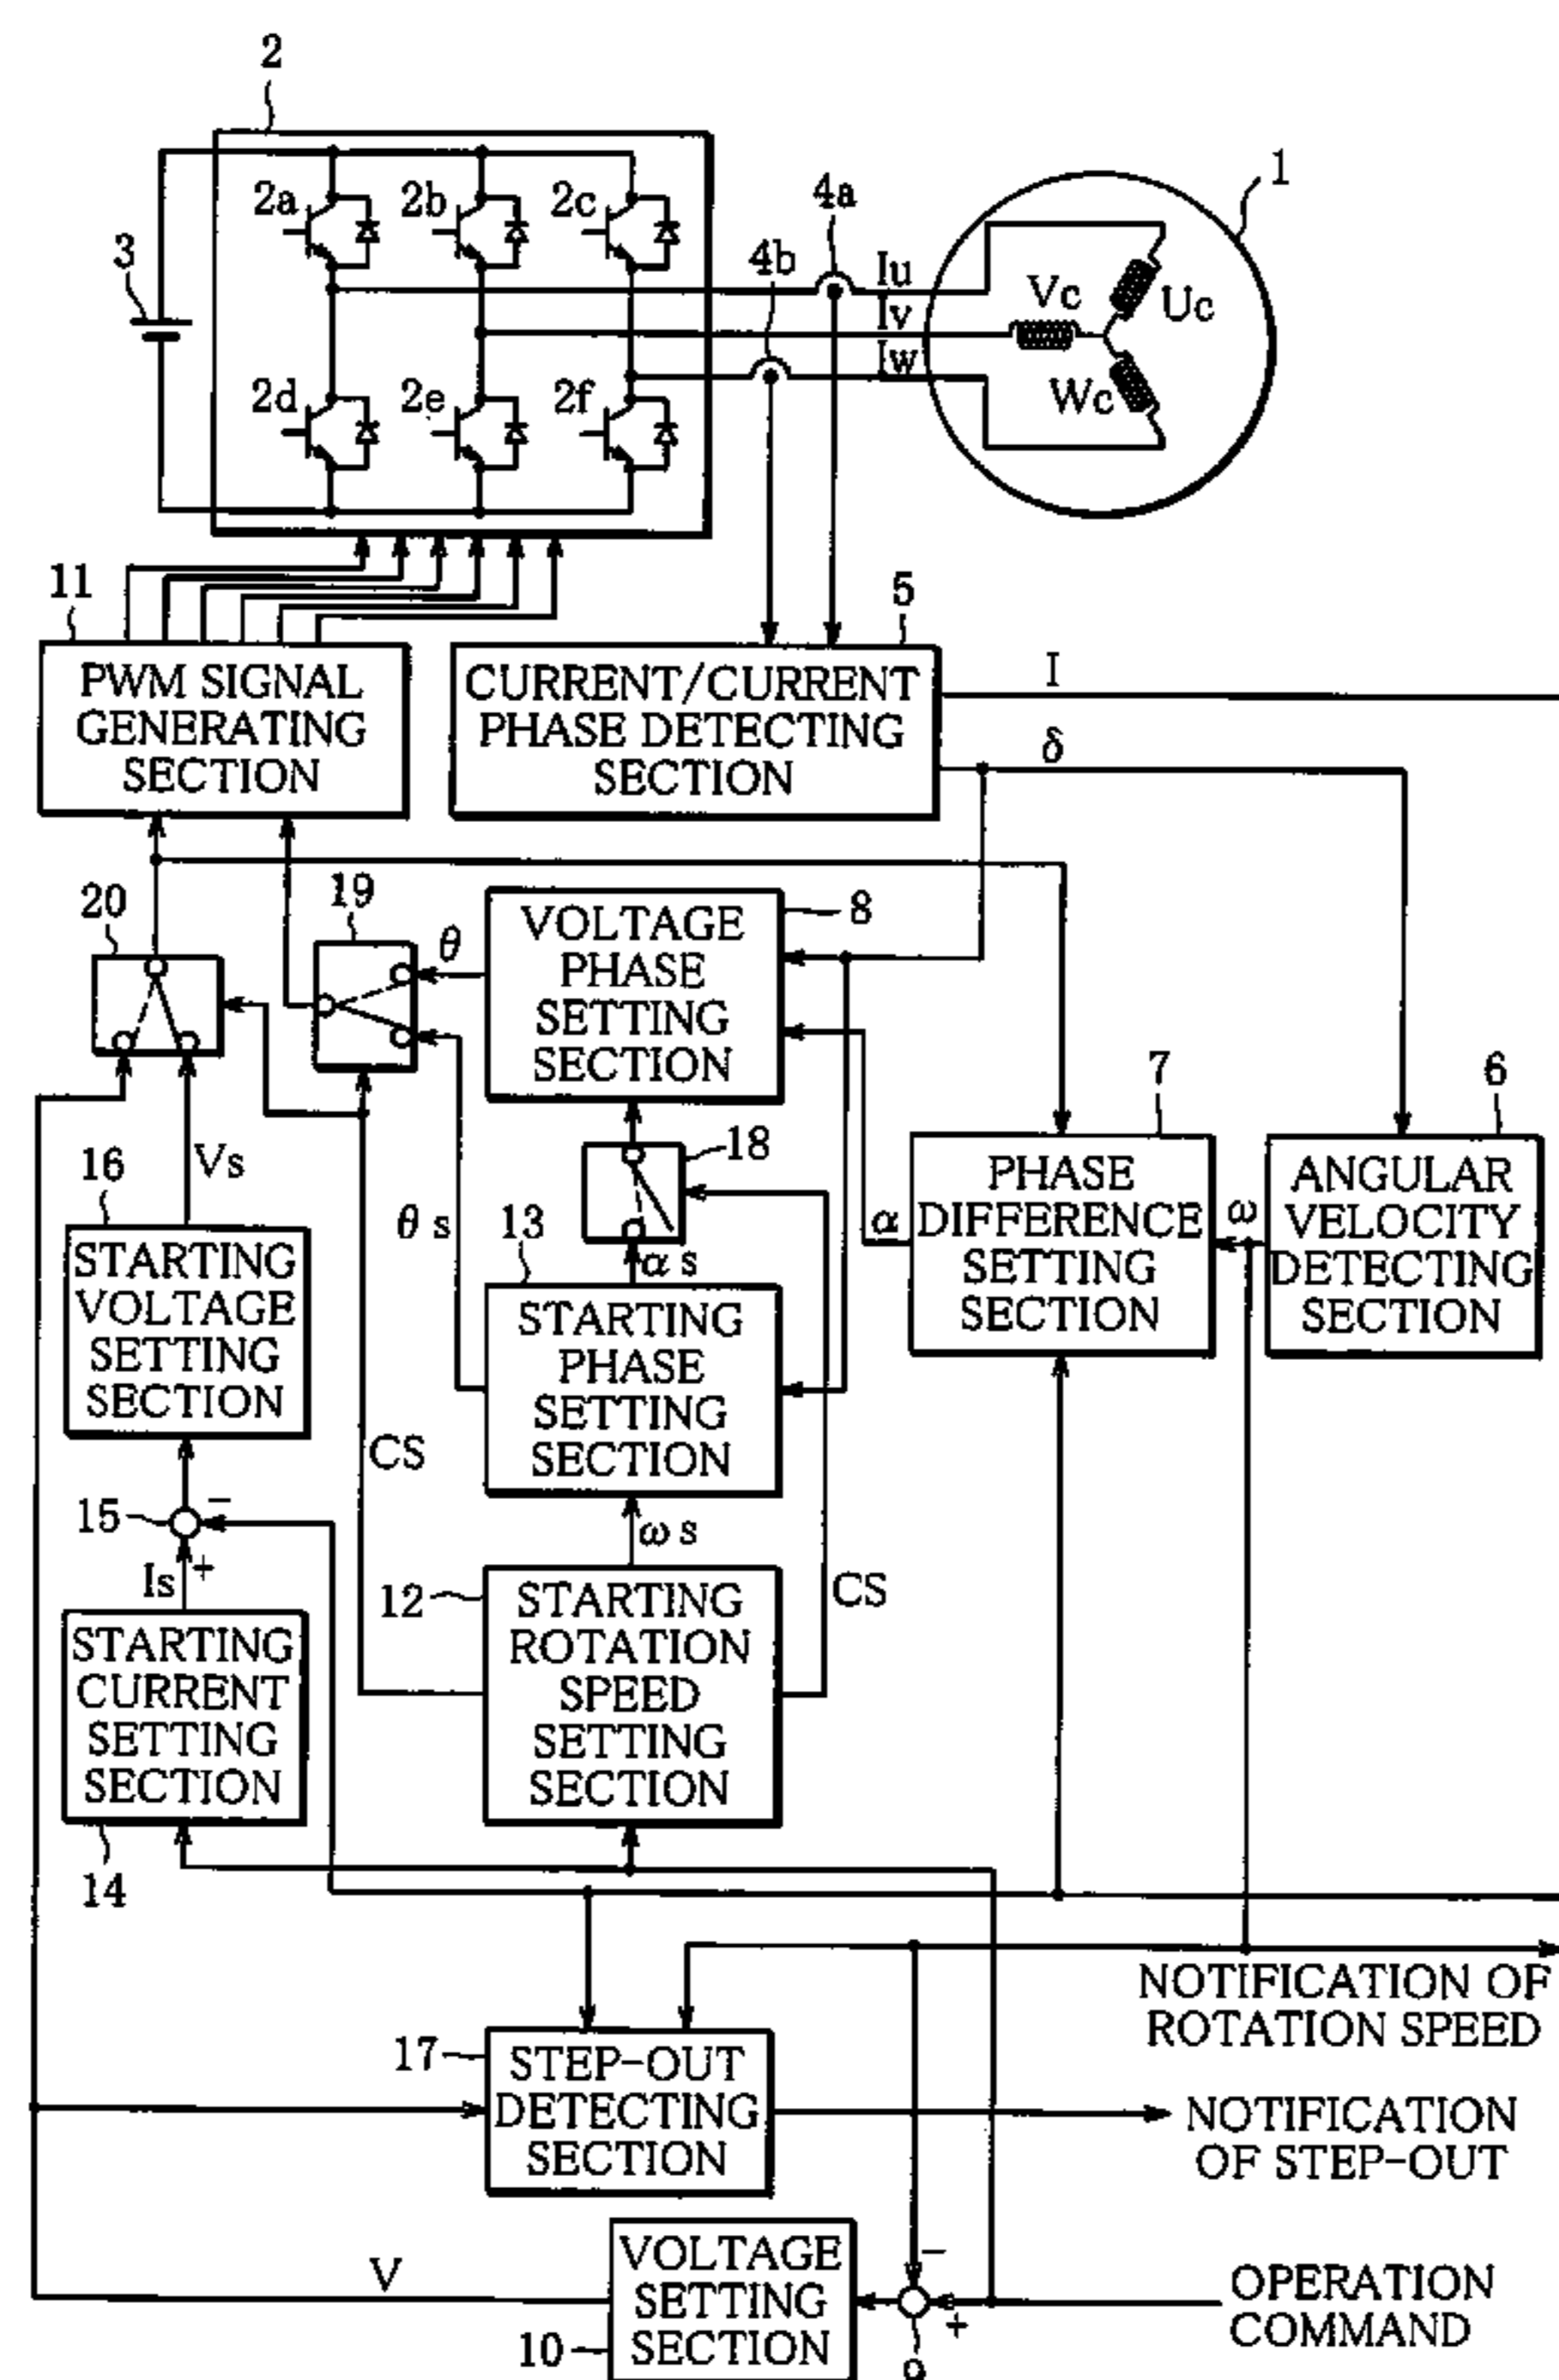 2
1
2a
2b
2c
4a
3
4b
Iu
Vc
Uc
Iv
Iw
2d
2e
2f
Wc
11
5
PWM SIGNAL
GENERATING
SECTION
CURRENT/CURRENT
PHASE DETECTING
SECTION
I
δ
20
19
8
θ
VOLTAGE
PHASE
SETTING
SECTION
7
6
16
Vs
18
θs
13
αs
α
PHASE
DIFFERENCE
SETTING
SECTION
ω
ANGULAR
VELOCITY
DETECTING
SECTION
STARTING
VOLTAGE
SETTING
SECTION
STARTING
PHASE
SETTING
SECTION
CS
15
-
+
Is
ωs
12
CS
STARTING
CURRENT
SETTING
SECTION
STARTING
ROTATION
SPEED
SETTING
SECTION
14
NOTIFICATION OF
ROTATION SPEED
17
STEP-OUT
DETECTING
SECTION
NOTIFICATION
OF STEP-OUT
V
VOLTAGE
SETTING
SECTION
10
-
+
9
OPERATION
COMMAND